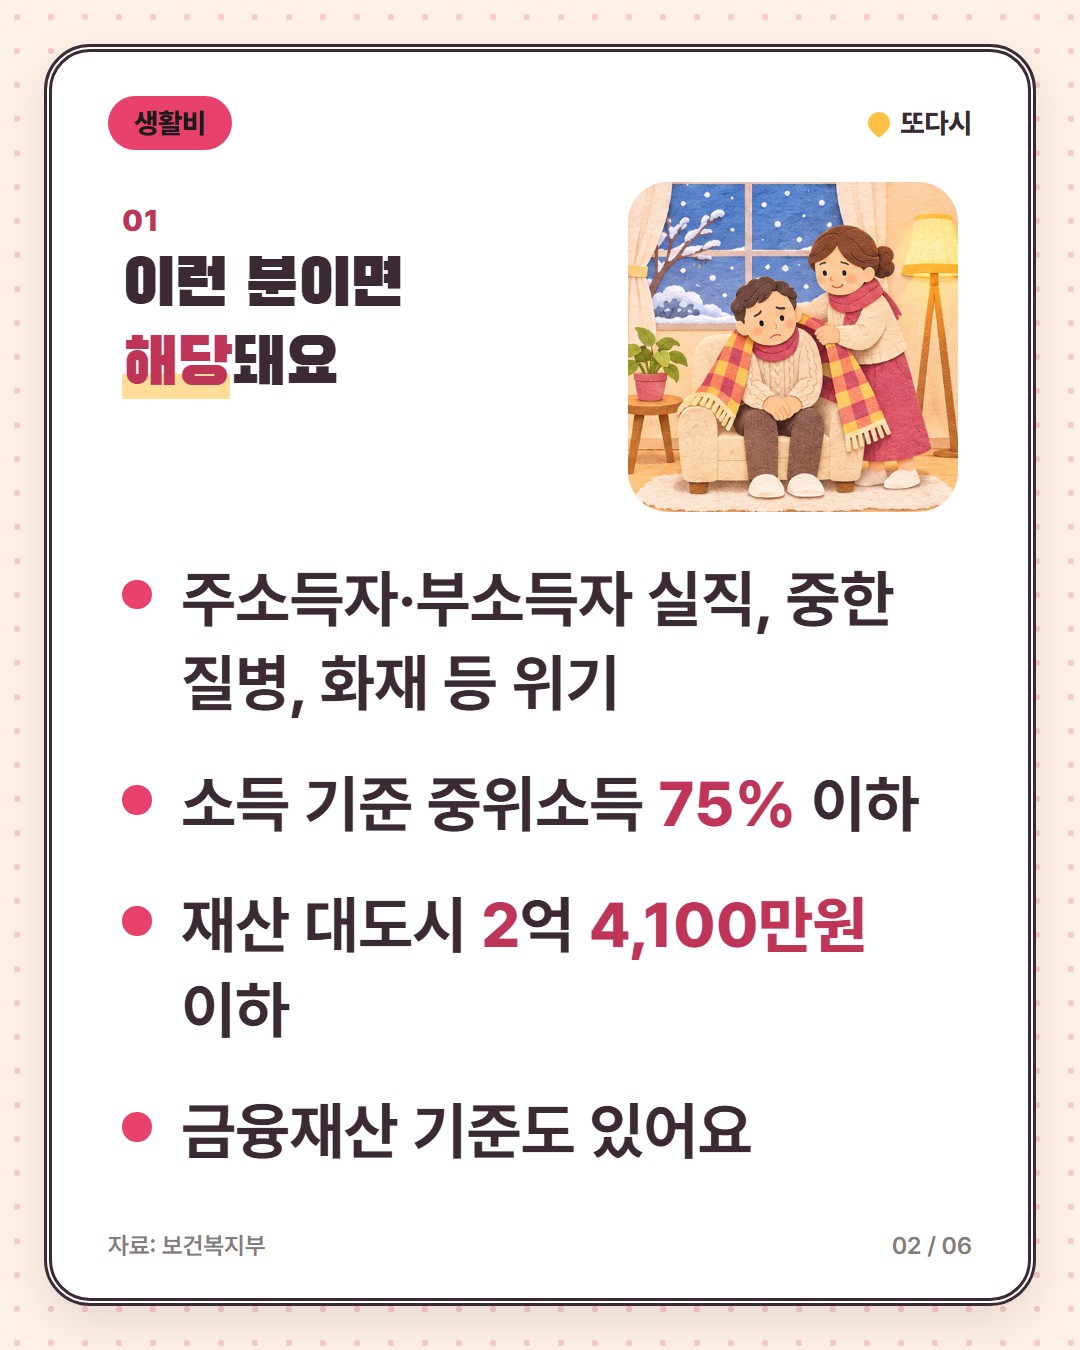 생활비
또다시
01
이런 분이면
해당돼요
주소득자·부소득자 실직, 중한
질병, 화재 등 위기
소득 기준 중위소득 75% 이하
재산 대도시 2억 4,100만원
이하
금융재산 기준도 있어요
자료: 보건복지부
02 / 06